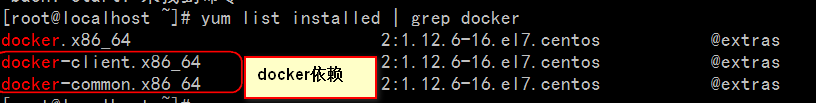 [root@localhost ~]# yum list installed | grep docker
docker.x86_64 2:1.12.6-16.el7.centos @extras
docker-client.x86_64 2:1.12.6-16.el7.centos @extras
docker-common.x86_64 2:1.12.6-16.el7.centos @extras
docker依赖